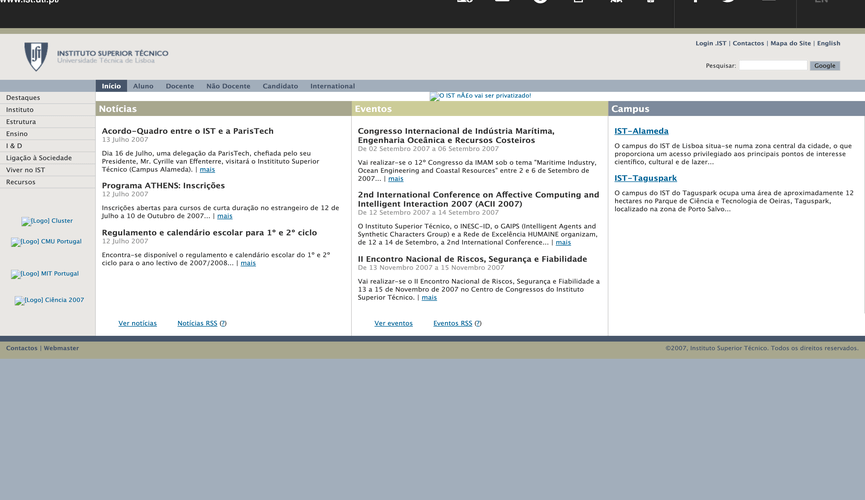 www.ist.utl.pt/
EN
INSTITUTO SUPERIOR TÉCNICO
Universidade Técnica de Lisboa
Login .IST | Contactos | Mapa do Site | English
Pesquisar:
Google
Início
Aluno
Docente
Não Docente
Candidato
International
Destaques
Instituto
Estrutura
Ensino
I & D
Ligação à Sociedade
Viver no IST
Recursos
[Logo] Cluster
[Logo] CMU Portugal
[Logo] MIT Portugal
[Logo] Ciência 2007
O IST nÃ£o vai ser privatizado!
Notícias
Acordo-Quadro entre o IST e a ParisTech
13 Julho 2007
Dia 16 de Julho, uma delegação da ParisTech, chefiada pelo seu
Presidente, Mr. Cyrille van Effenterre, visitará o Institituto Superior
Técnico (Campus Alameda). | mais
Programa ATHENS: Inscrições
12 Julho 2007
Inscrições abertas para cursos de curta duração no estrangeiro de 12 de
Julho a 10 de Outubro de 2007... | mais
Regulamento e calendário escolar para 1º e 2º ciclo
12 Julho 2007
Encontra-se disponível o regulamento e calendário escolar do 1º e 2º
ciclo para o ano lectivo de 2007/2008... | mais
Ver notícias
Notícias RSS (?)
Eventos
Congresso Internacional de Indústria Marítima,
Engenharia Oceânica e Recursos Costeiros
De 02 Setembro 2007 a 06 Setembro 2007
Vai realizar-se o 12º Congresso da IMAM sob o tema "Maritime Industry,
Ocean Engineering and Coastal Resources" entre 2 e 6 de Setembro de
2007... | mais
2nd International Conference on Affective Computing and
Intelligent Interaction 2007 (ACII 2007)
De 12 Setembro 2007 a 14 Setembro 2007
O Instituto Superior Técnico, o INESC-ID, o GAIPS (Intelligent Agents and
Synthetic Characters Group) e a Rede de Excelência HUMAINE organizam,
de 12 a 14 de Setembro, a 2nd International Conference... | mais
II Encontro Nacional de Riscos, Segurança e Fiabilidade
De 13 Novembro 2007 a 15 Novembro 2007
Vai realizar-se o II Encontro Nacional de Riscos, Segurança e Fiabilidade a
13 a 15 de Novembro de 2007 no Centro de Congressos do Instituto
Superior Técnico. | mais
Ver eventos
Eventos RSS (?)
Campus
IST-Alameda
O campus do IST de Lisboa situa-se numa zona central da cidade, o que
proporciona um acesso privilegiado aos principais pontos de interesse
científico, cultural e de lazer...
IST-Taguspark
O campus do IST do Taguspark ocupa uma área de aproximadamente 12
hectares no Parque de Ciência e Tecnologia de Oeiras, Taguspark,
localizado na zona de Porto Salvo...
Contactos | Webmaster
©2007, Instituto Superior Técnico. Todos os direitos reservados.